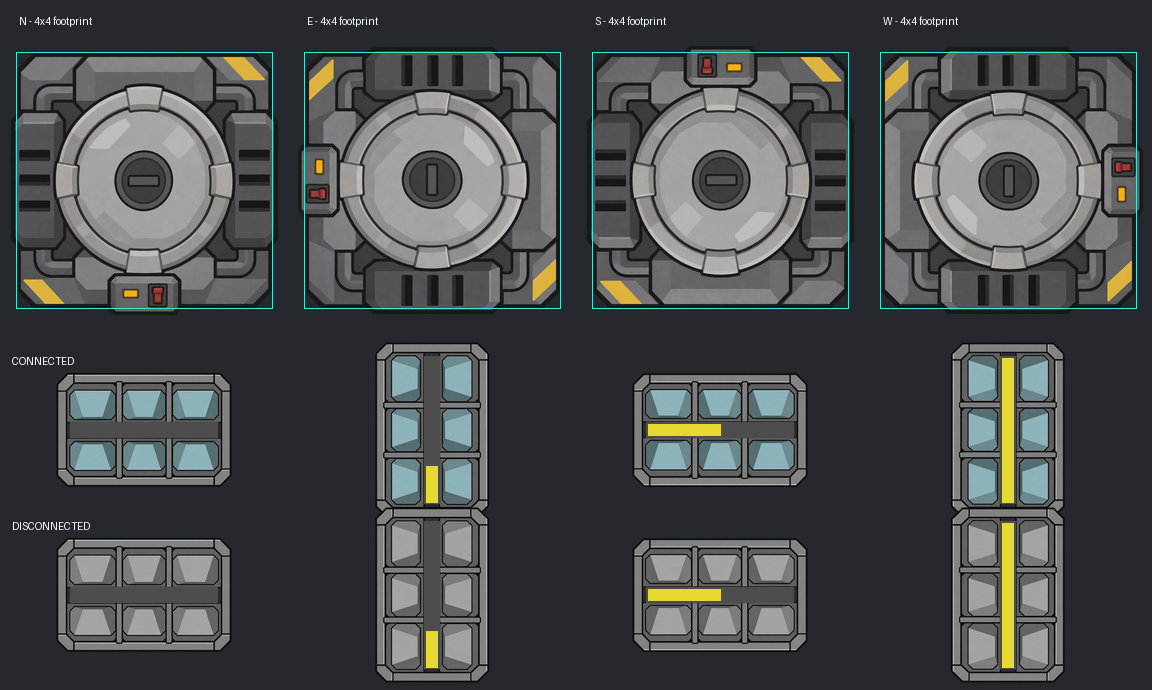 N - 4x4 footprint
E - 4x4 footprint
S - 4x4 footprint
W - 4x4 footprint
CONNECTED
DISCONNECTED